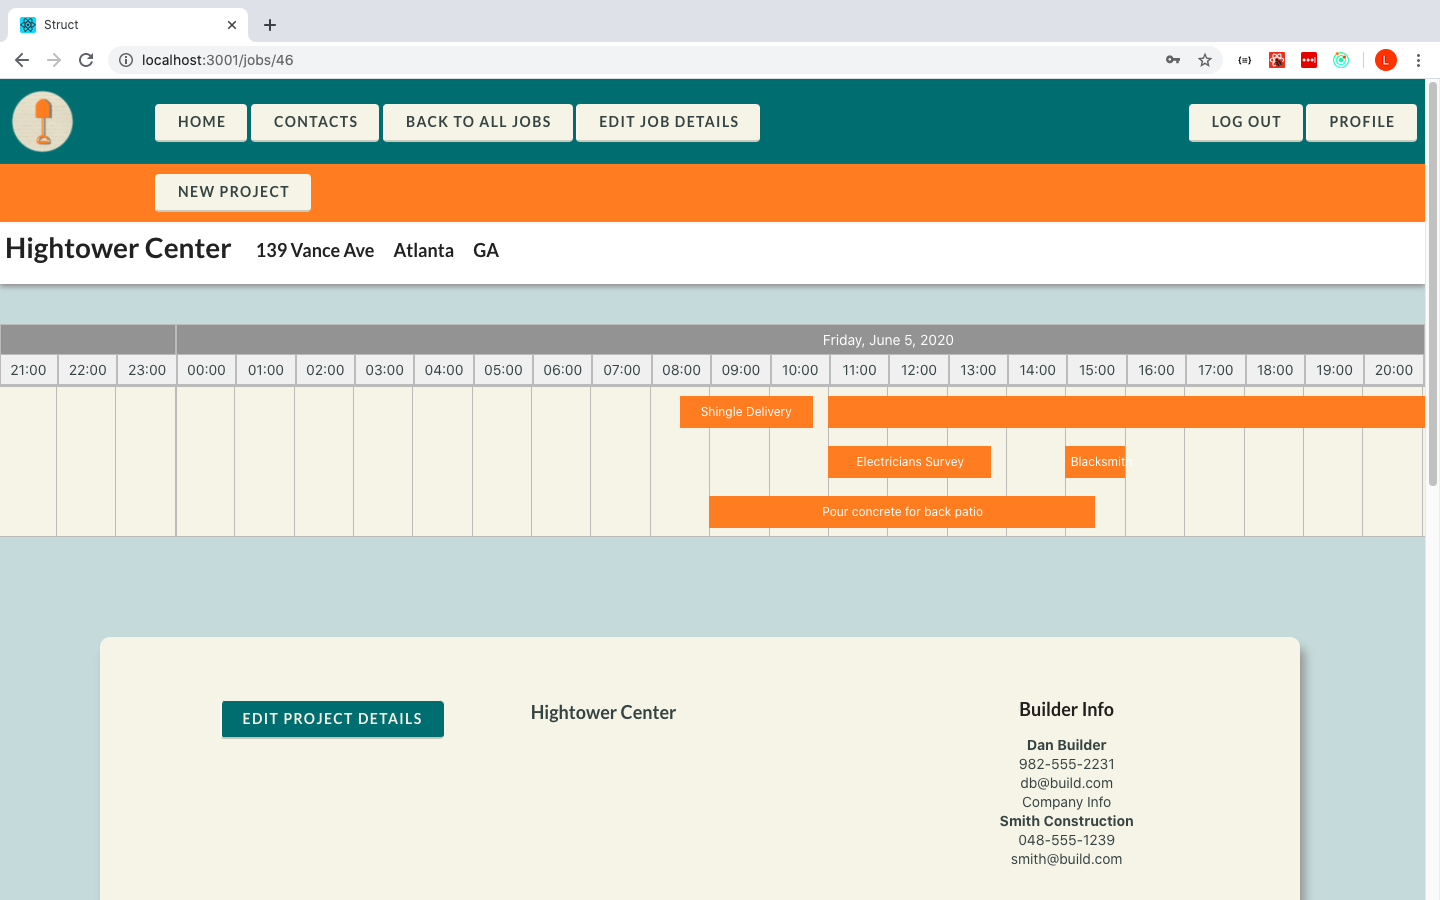 Struct
localhost:3001/jobs/46
L
HOME CONTACTS BACK TO ALL JOBS EDIT JOB DETAILS LOG OUT PROFILE
NEW PROJECT
Hightower Center 139 Vance Ave Atlanta GA
Friday, June 5, 2020
21:00 22:00 23:00 00:00 01:00 02:00 03:00 04:00 05:00 06:00 07:00 08:00 09:00 10:00 11:00 12:00 13:00 14:00 15:00 16:00 17:00 18:00 19:00 20:00
Shingle Delivery
Electricians Survey Blacksmit
Pour concrete for back patio
EDIT PROJECT DETAILS
Hightower Center
Builder Info
Dan Builder
982-555-2231
db@build.com
Company Info
Smith Construction
048-555-1239
smith@build.com